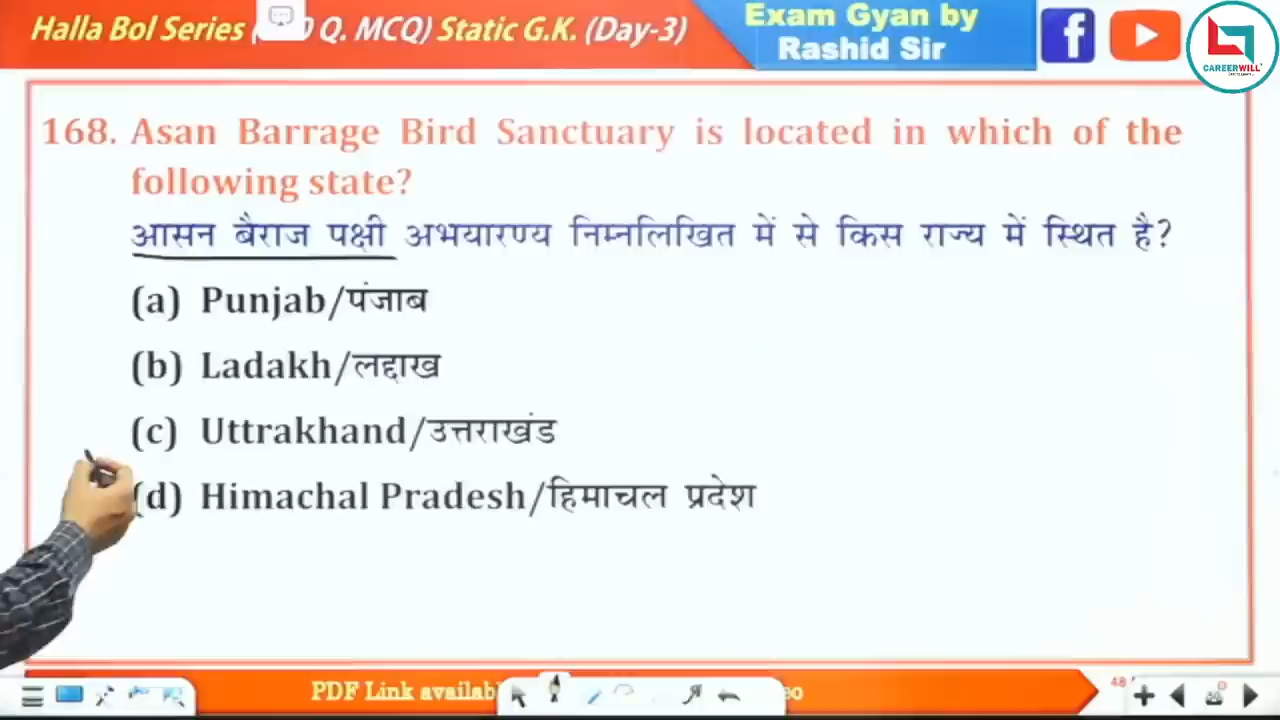 Halla Bol Series Q. MCQ) Static G.K. (Day-3)
Exam Gyan by
Rashid Sir
CAREERWILL
168. Asan Barrage Bird Sanctuary is located in which of the
following state?
आसन बैराज पक्षी अभयारण्य निम्नलिखित में से किस राज्य में स्थित है?
(a) Punjab/पंजाब
(b) Ladakh/लद्दाख
(c) Uttrakhand/उत्तराखंड
(d) Himachal Pradesh/हिमाचल प्रदेश
PDF Link
48